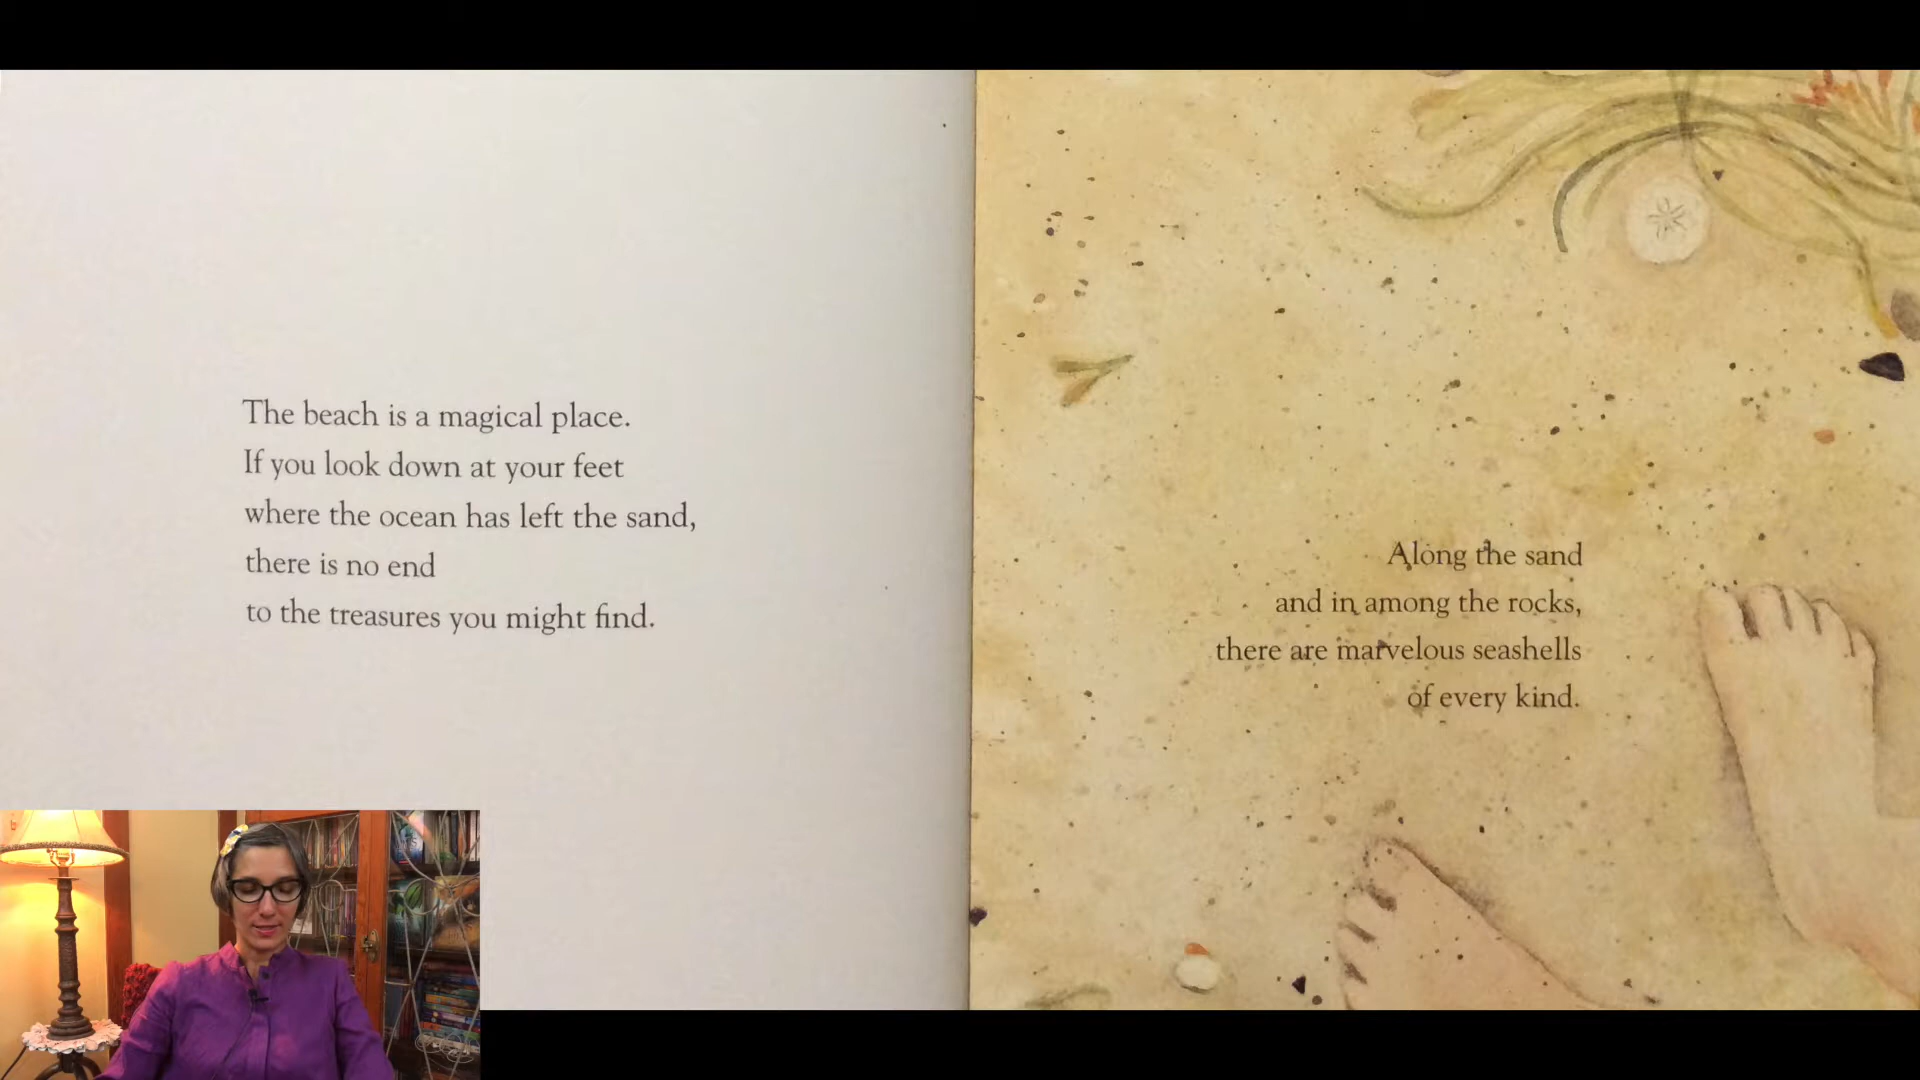 The beach is a magical place.
If you look down at your feet
where the ocean has left the sand,
there is no end
to the treasures you might find.
Along the sand
and in among the rocks,
there are marvelous seashells
of every kind.